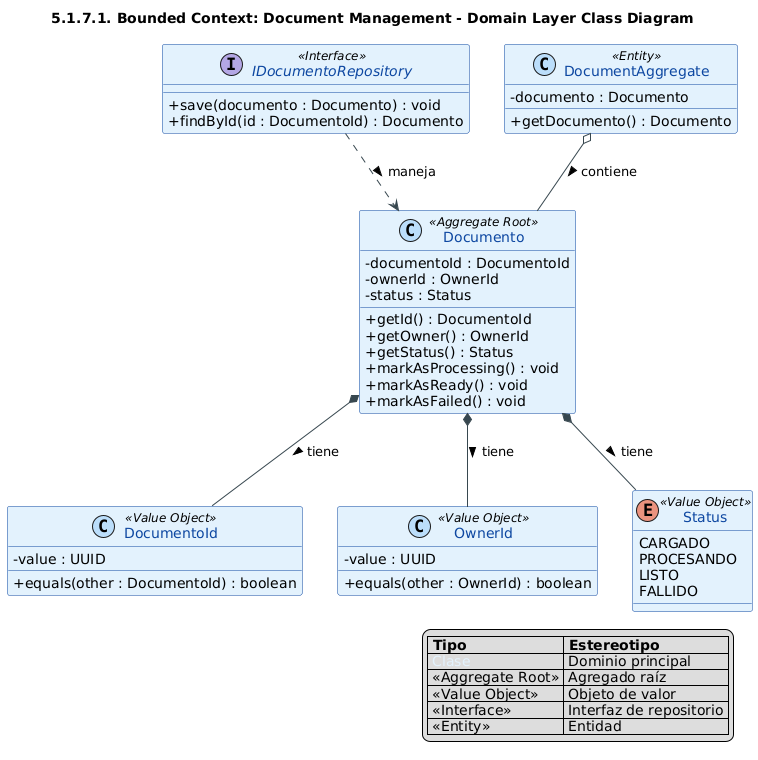 5.1.7.1. Bounded Context: Document Management - Domain Layer Class Diagram
I
«Interface»
IDocumentoRepository
+save(documento : Documento) : void
+findById(id : DocumentId) : Documento
C
«Entity»
DocumentAggregate
-documento : Documento
+getDocumento() : Documento
maneja
contiene
C
«Aggregate Root»
Documento
-documentoId : DocumentoId
-ownerId : OwnerId
-status : Status
+getId() : DocumentoId
+getOwner() : OwnerId
+getStatus() : Status
+markAsProcessing() : void
+markAsReady() : void
+markAsFailed() : void
tiene
tiene
tiene
C
«Value Object»
DocumentoId
-value : UUID
+equals(other : DocumentoId) : boolean
C
«Value Object»
OwnerId
-value : UUID
+equals(other : OwnerId) : boolean
E
«Value Object»
Status
CARGADO
PROCESANDO
LISTO
FALLIDO
Tipo Estereotipo
Clase Dominio principal
«Aggregate Root» Agregado raíz
«Value Object» Objeto de valor
«Interface» Interfaz de repositorio
«Entity» Entidad